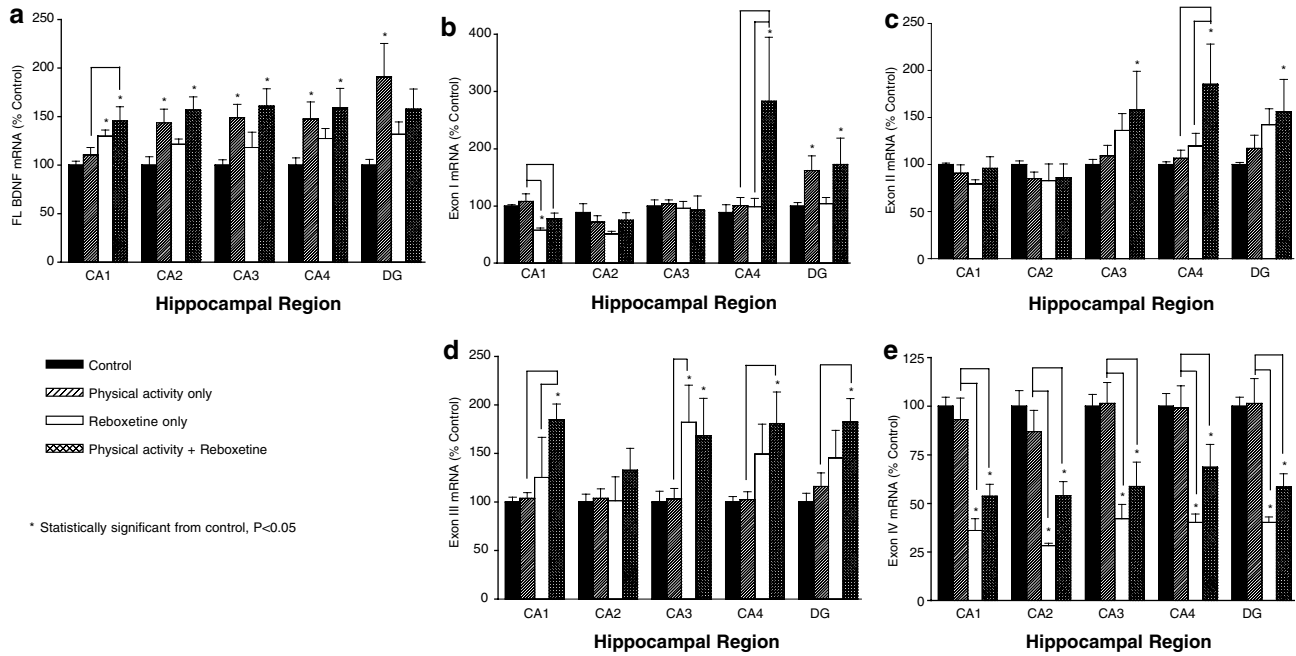 a
FL BDNF mRNA (% Control)
250
200
150
100
50
0
CA1 CA2 CA3 CA4 DG
Hippocampal Region
* * * * * * * * * *
b
Exon I mRNA (% Control)
400
300
200
100
0
CA1 CA2 CA3 CA4 DG
Hippocampal Region
* * * *
c
Exon II mRNA (% Control)
250
200
150
100
50
0
CA1 CA2 CA3 CA4 DG
Hippocampal Region
* * *
Control
Physical activity only
Reboxetine only
Physical activity + Reboxetine
* Statistically significant from control, P<0.05
d
Exon III mRNA (% Control)
250
200
150
100
50
0
CA1 CA2 CA3 CA4 DG
Hippocampal Region
* * * * *
e
Exon IV mRNA (% Control)
125
100
75
50
25
0
CA1 CA2 CA3 CA4 DG
Hippocampal Region
* * * * * * * * * *